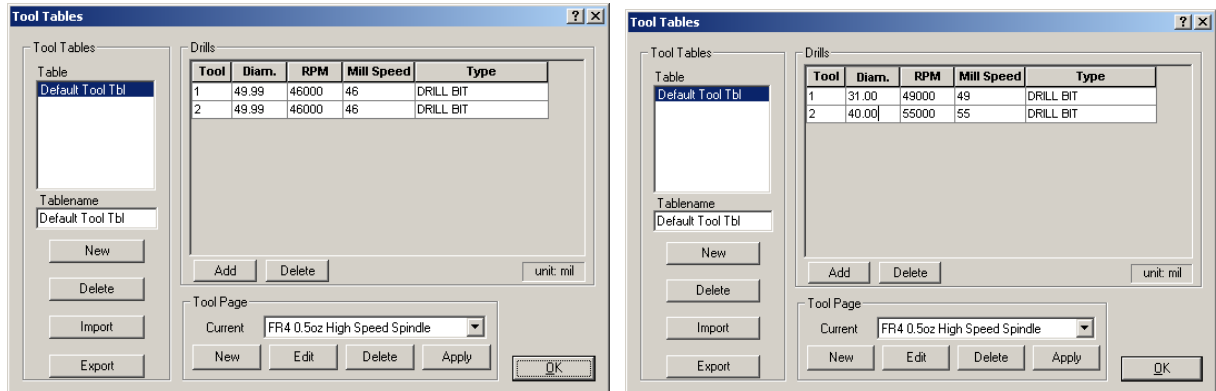 Tool Tables
? X
Tool Tables
Table
Default Tool Tbl
Tablename
Default Tool Tbl
New
Delete
Import
Export
Drills
Tool Diam. RPM Mill Speed Type
1 49.99 46000 46 DRILL BIT
2 49.99 46000 46 DRILL BIT
Add Delete unit: mil
Tool Page
Current FR4 0.5oz High Speed Spindle
New Edit Delete Apply
OK
Tool Tables
? X
Tool Tables
Table
Default Tool Tbl
Tablename
Default Tool Tbl
New
Delete
Import
Export
Drills
Tool Diam. RPM Mill Speed Type
1 31.00 49000 49 DRILL BIT
2 40.00 55000 55 DRILL BIT
Add Delete unit: mil
Tool Page
Current FR4 0.5oz High Speed Spindle
New Edit Delete Apply
OK